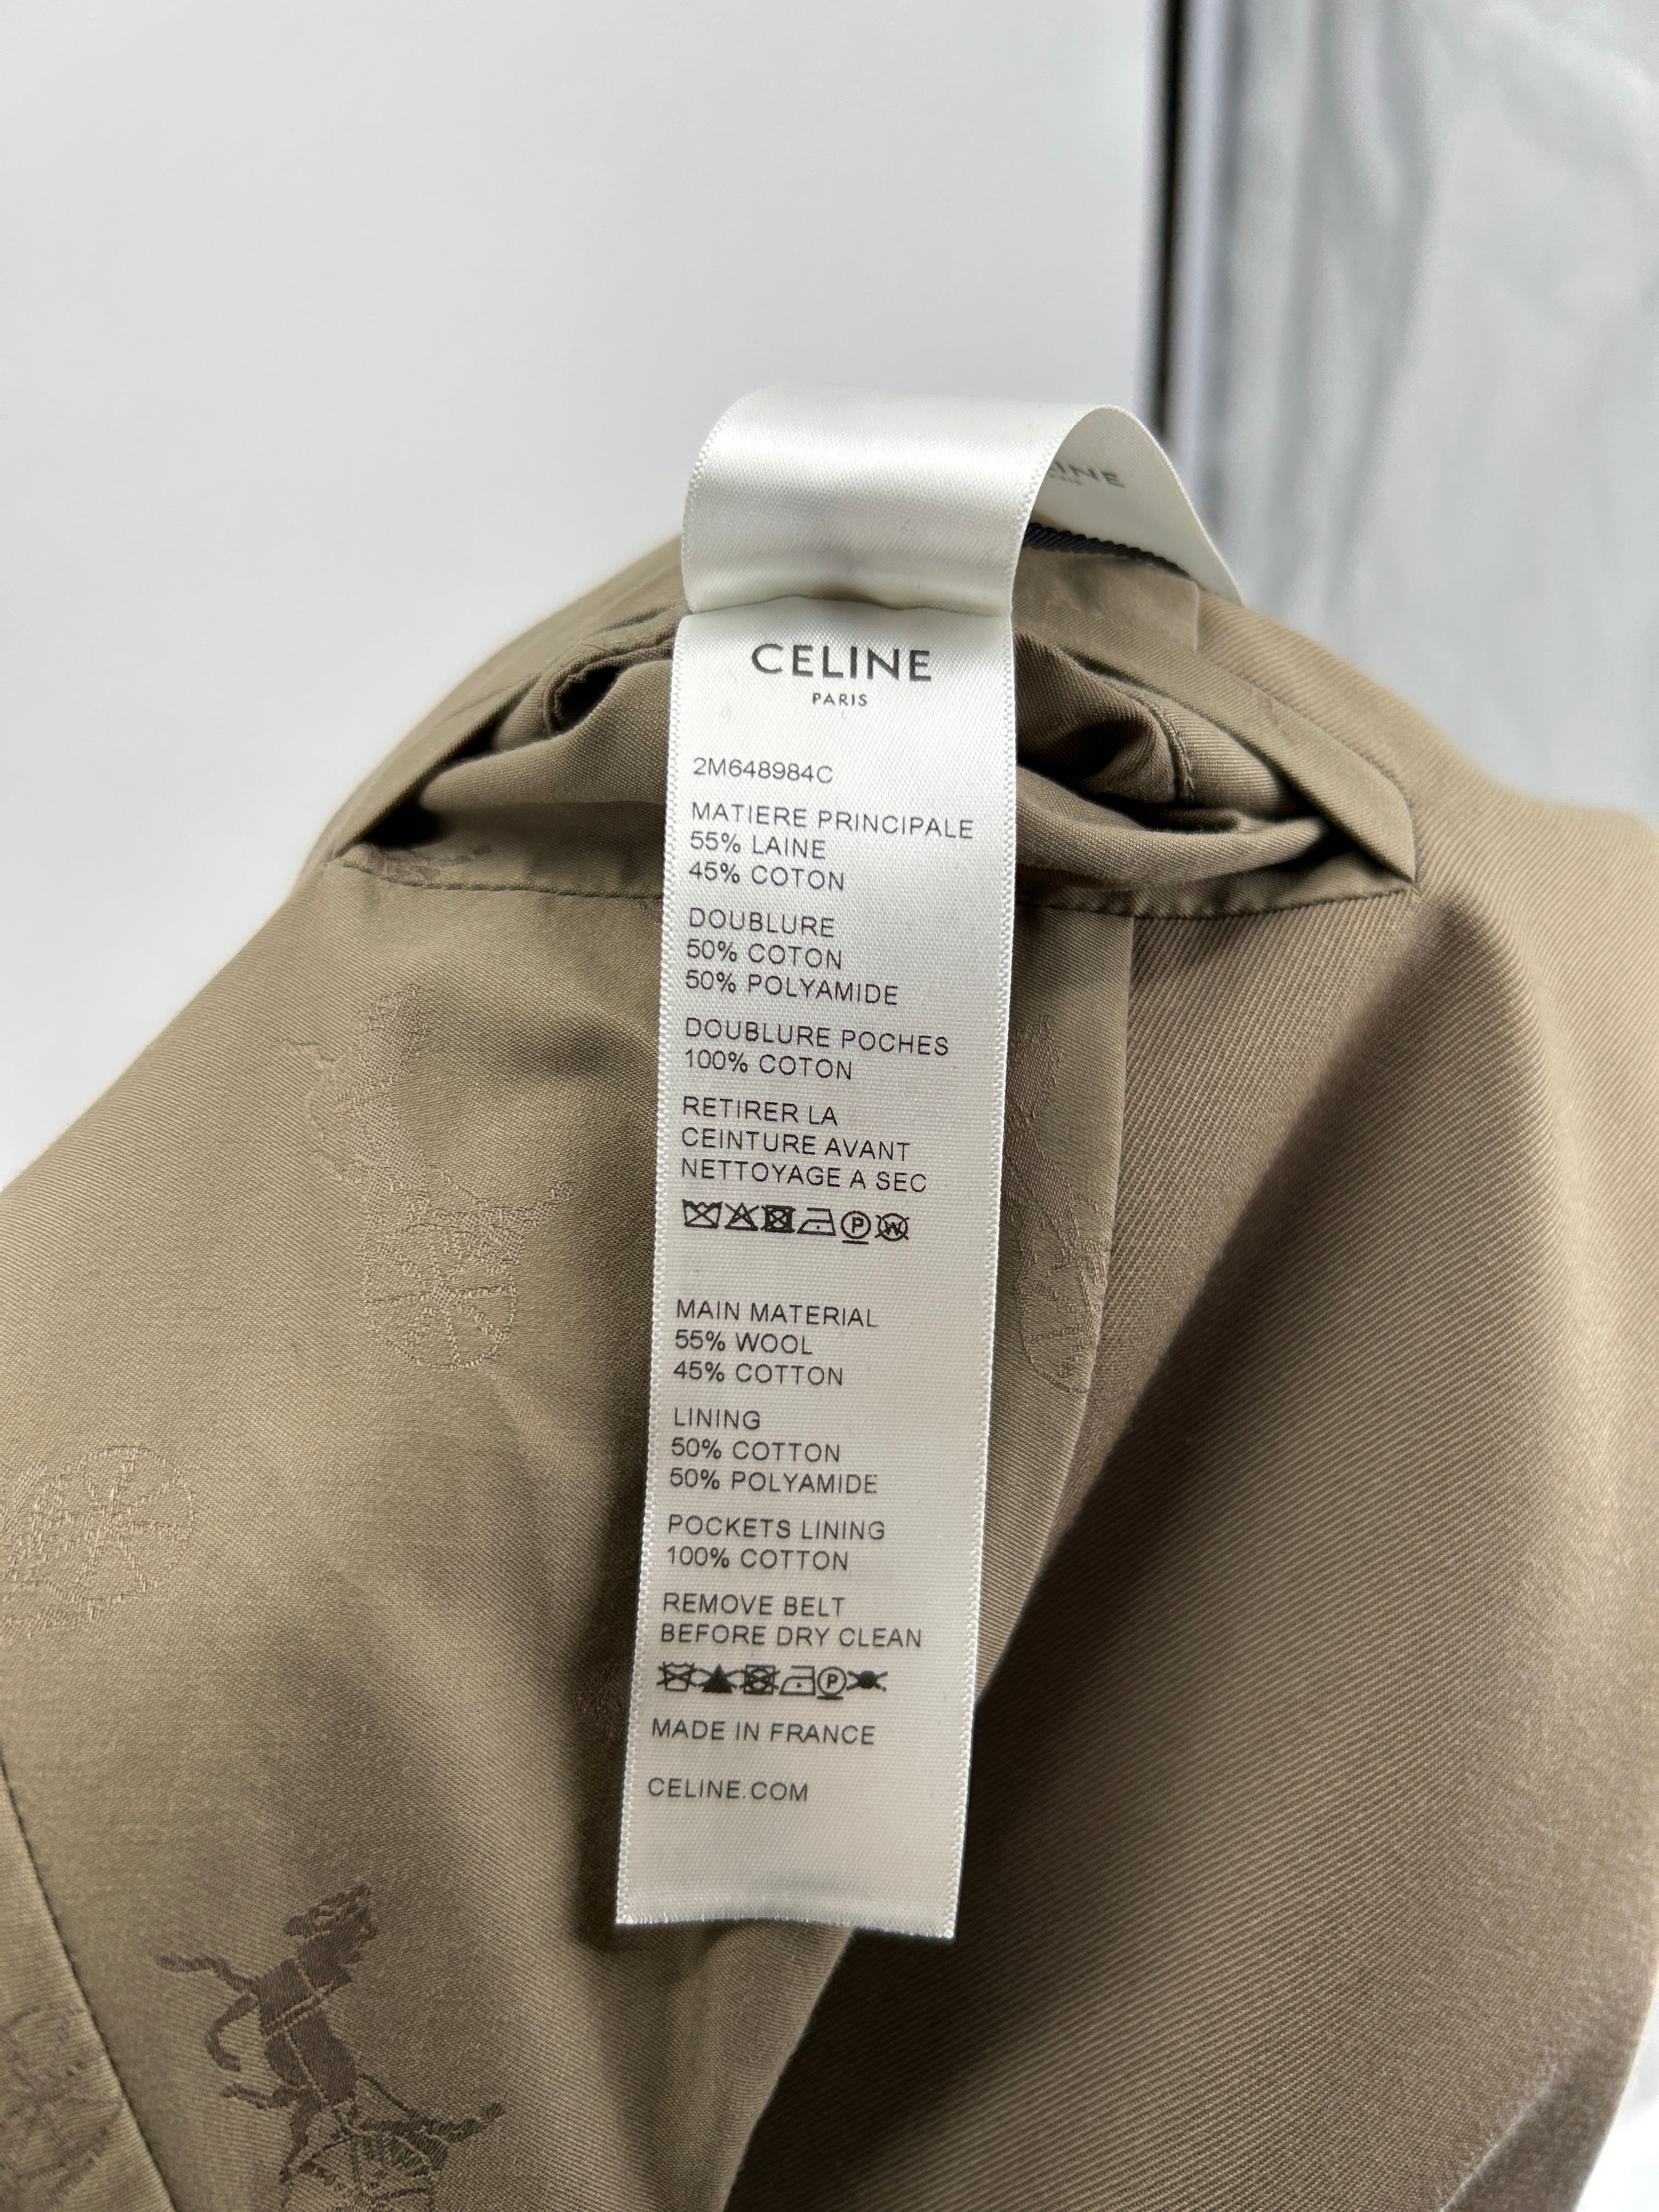 INE
CELINE
PARIS
2M648984C
MATIERE PRINCIPALE
55% LAINE
45% COTON
DOUBLURE
50% COTON
50% POLYAMIDE
DOUBLURE POCHES
100% COTON
RETIRER LA
CEINTURE AVANT
NETTOYAGE A SEC
P W
MAIN MATERIAL
55% WOOL
45% COTTON
LINING
50% COTTON
50% POLYAMIDE
POCKETS LINING
100% COTTON
REMOVE BELT
BEFORE DRY CLEAN
P
MADE IN FRANCE
CELINE.COM